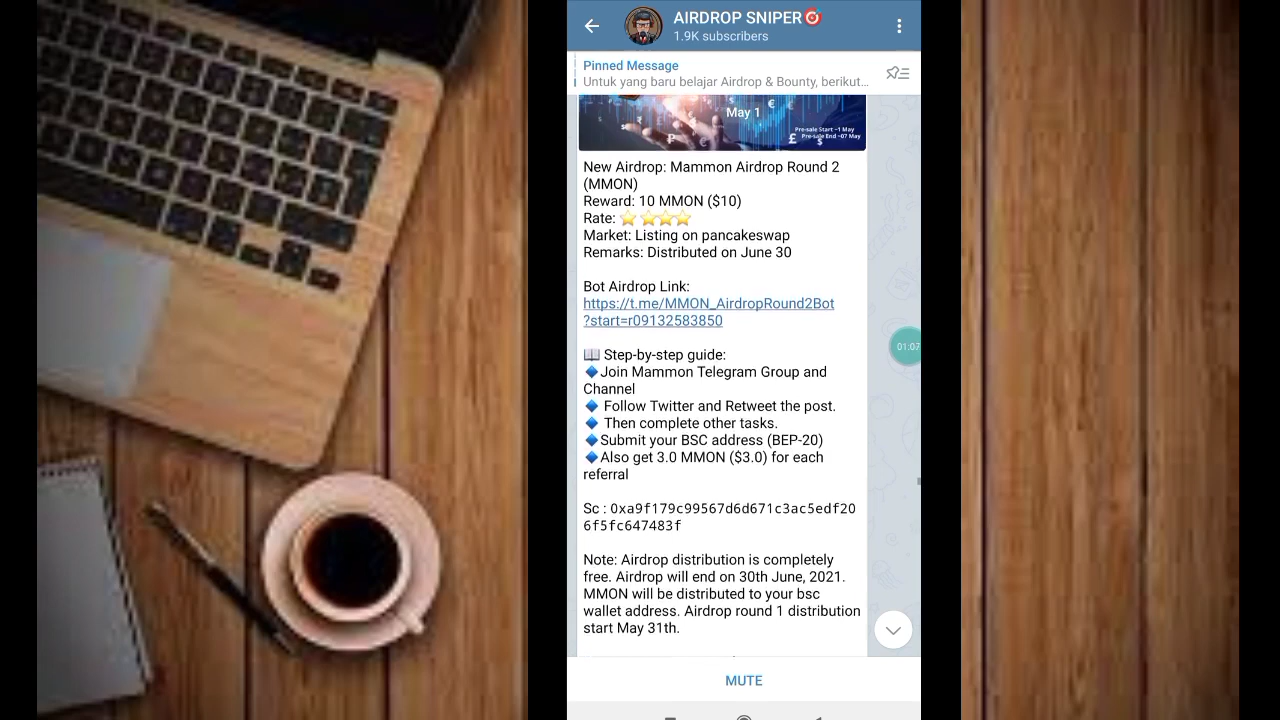 AIRDROP SNIPER🎯
1.9K subscribers
Pinned Message
Untuk yang baru belajar Airdrop & Bounty, berikut...
May 1
Pre-sale Start ~1 May
Pre-sale End ~07 May
New Airdrop: Mammon Airdrop Round 2
(MMON)
Reward: 10 MMON ($10)
Rate: ⭐ ⭐⭐⭐
Market: Listing on pancakeswap
Remarks: Distributed on June 30
Bot Airdrop Link:
https://t.me/MMON_AirdropRound2Bot
?start=r09132583850
📖 Step-by-step guide:
🔹Join Mammon Telegram Group and
Channel
🔹 Follow Twitter and Retweet the post.
🔹 Then complete other tasks.
🔹Submit your BSC address (BEP-20)
🔹Also get 3.0 MMON ($3.0) for each
referral
Sc : 0xa9f179c99567d6d671c3ac5edf20
6f5fc647483f
Note: Airdrop distribution is completely
free. Airdrop will end on 30th June, 2021.
MMON will be distributed to your bsc
wallet address. Airdrop round 1 distribution
start May 31th.
01:07
MUTE